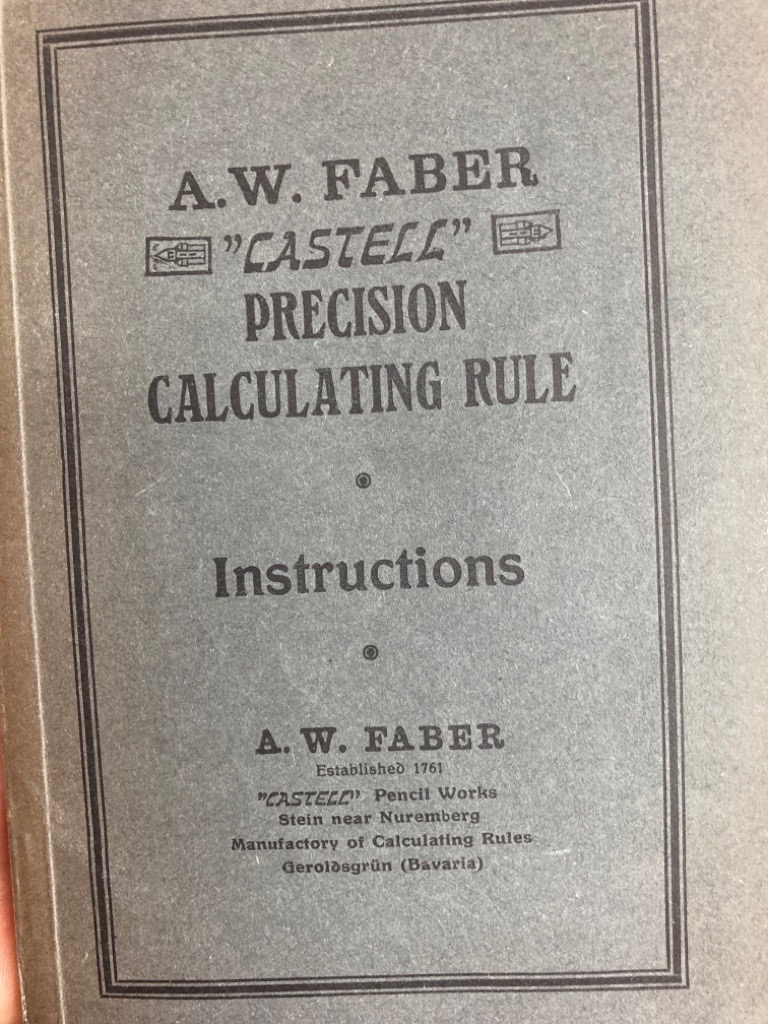 A.W. FABER
"CASTELL"
PRECISION
CALCULATING RULE
Instructions
A. W. FABER
Established 1761
"CASTELL" Pencil Works
Stein near Nuremberg
Manufactory of Calculating Rules
Geroldsgrün (Bavaria)